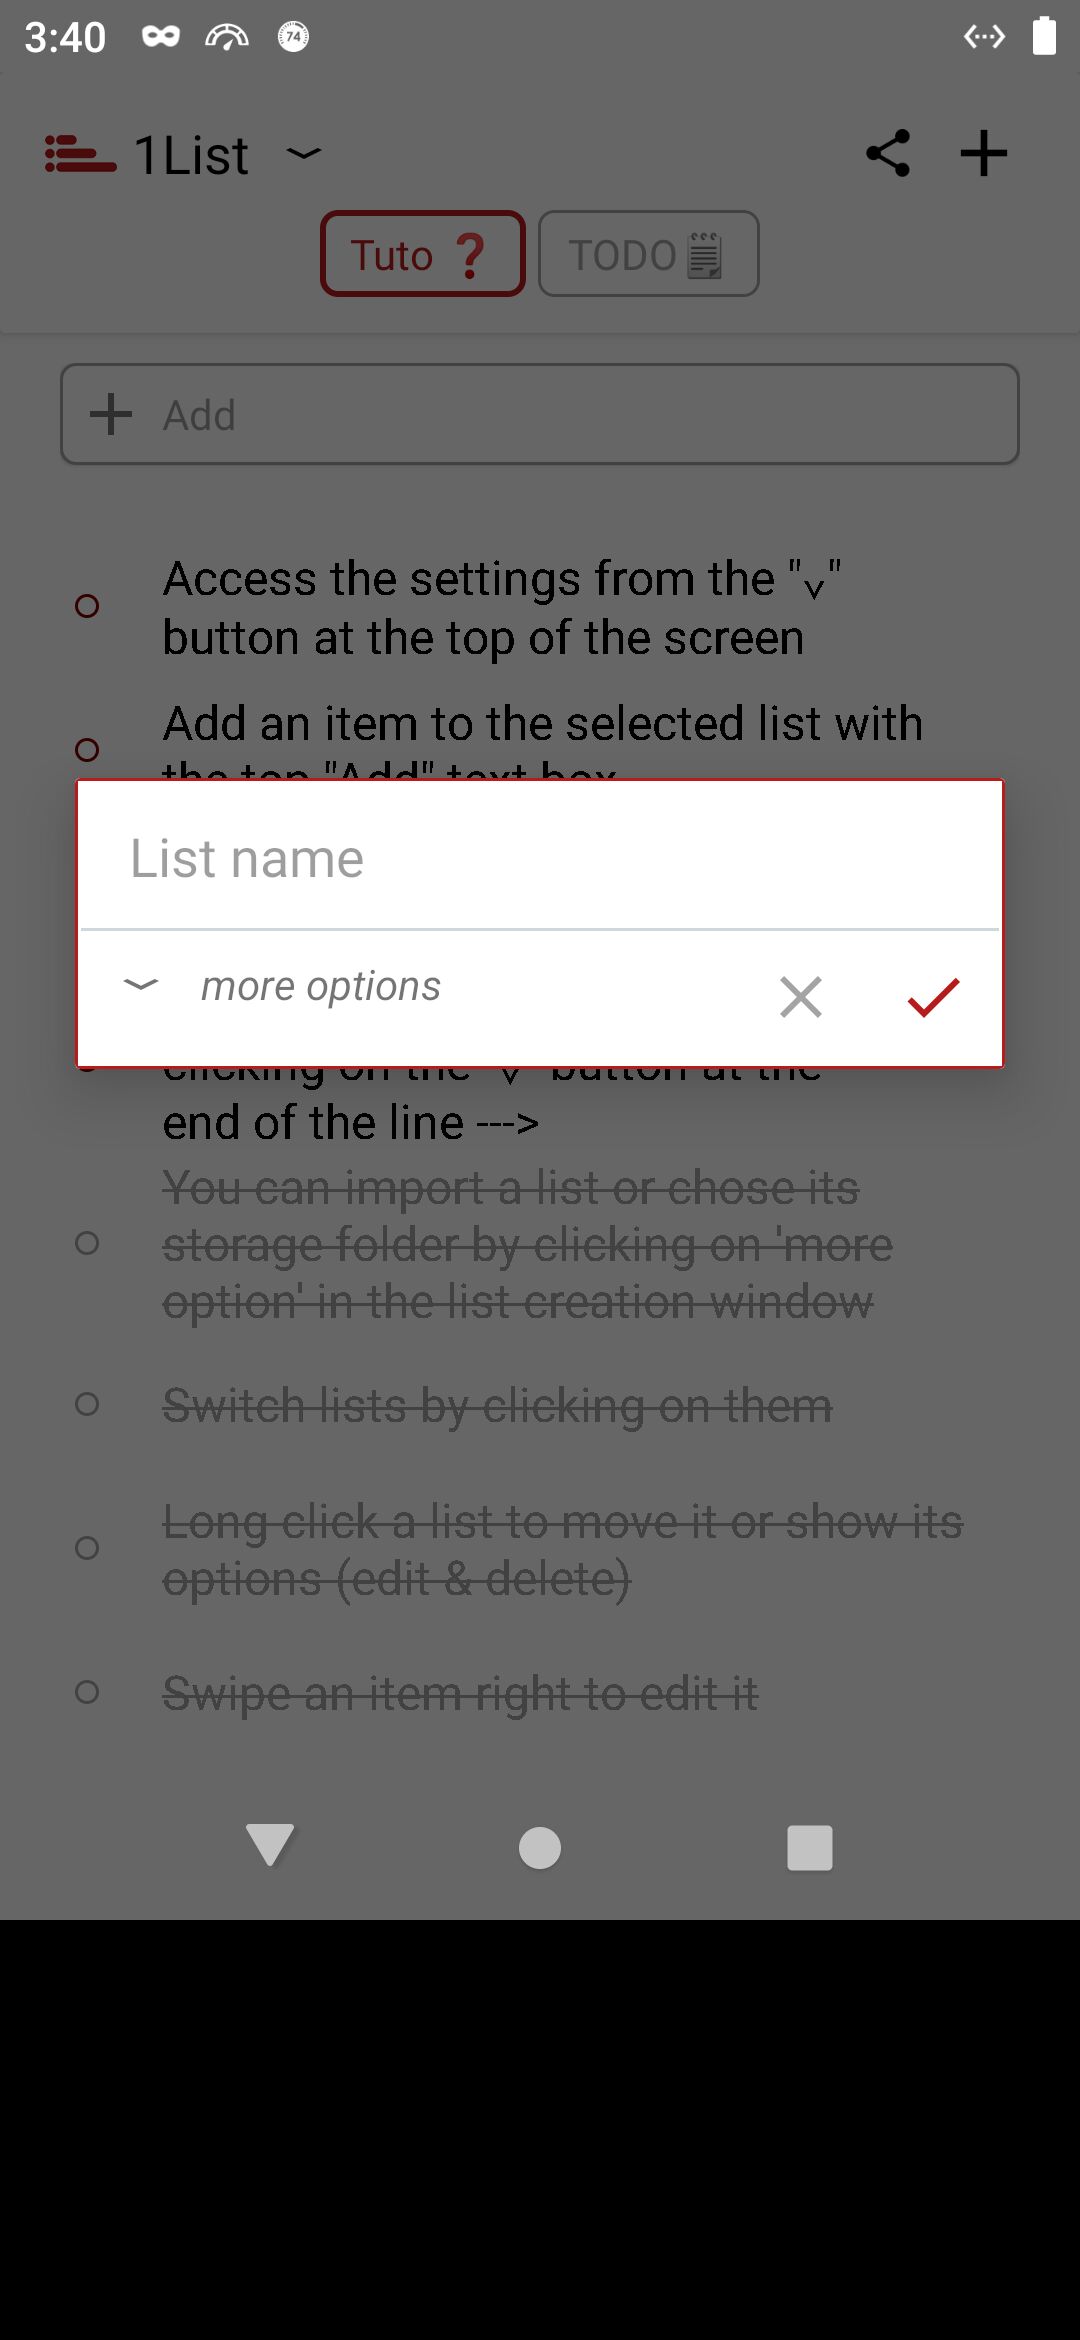 3:40
74
1List
Tuto ❓
TODO🗒
Add
Access the settings from the "v"
button at the top of the screen
Add an item to the selected list with
the top "Add" text box
List name
more options
clicking on the "v" button at the
end of the line --->
You can import a list or chose its
storage folder by clicking on 'more
option' in the list creation window
Switch lists by clicking on them
Long click a list to move it or show its
options (edit & delete)
Swipe an item right to edit it